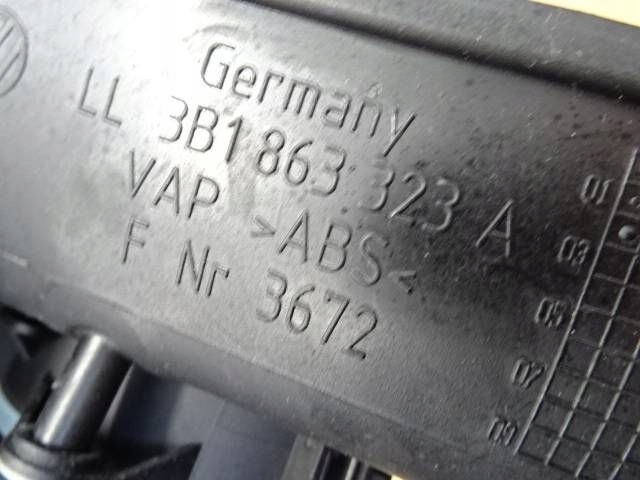 Germany
LL 3B1 863 323 A
VAP >ABS<
F Nr 3672
01
03
05
07
09